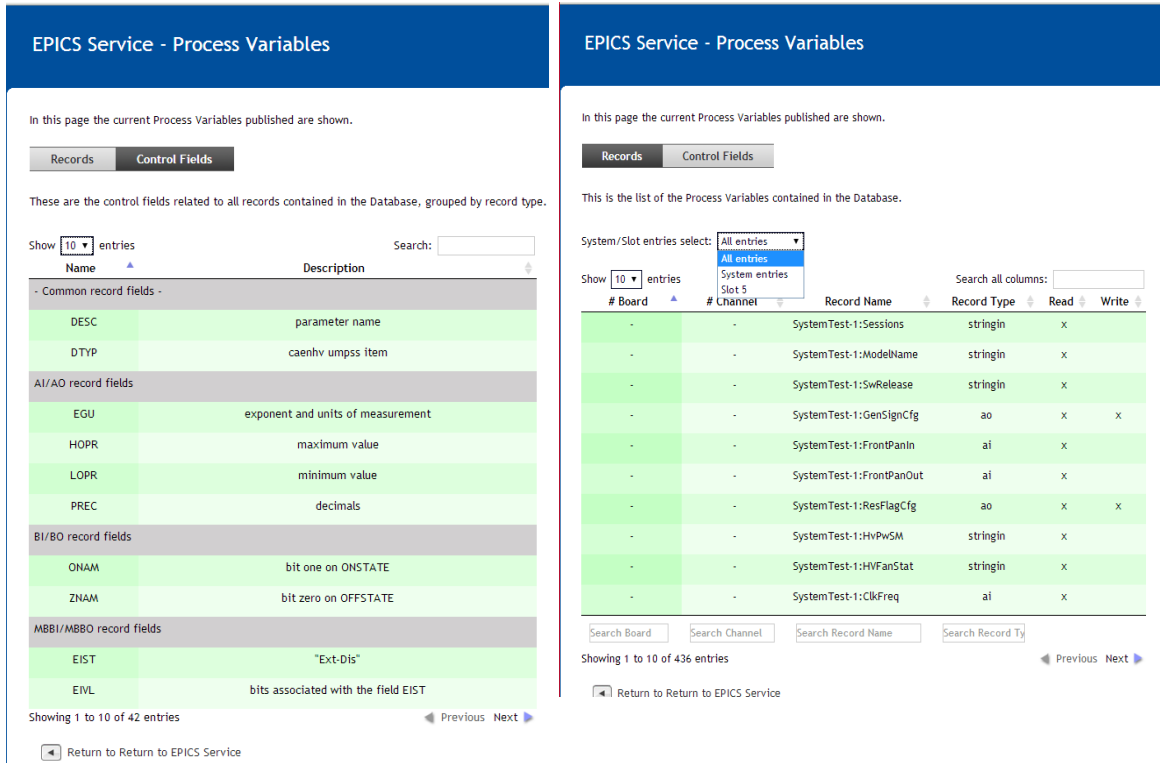 EPICS Service - Process Variables
In this page the current Process Variables published are shown.
Records Control Fields
These are the control fields related to all records contained in the Database, grouped by record type.
Show 10 entries Search:
Name Description
- Common record fields -
DESC parameter name
DTYP caenhv umpss item
AI/AO record fields
EGU exponent and units of measurement
HOPR maximum value
LOPR minimum value
PREC decimals
BI/BO record fields
ONAM bit one on ONSTATE
ZNAM bit zero on OFFSTATE
MBBI/MBBO record fields
EIST "Ext-Dis"
EIVL bits associated with the field EIST
Showing 1 to 10 of 42 entries Previous Next
Return to Return to EPICS Service
EPICS Service - Process Variables
In this page the current Process Variables published are shown.
Records Control Fields
This is the list of the Process Variables contained in the Database.
System/Slot entries select: All entries
All entries
System entries
Slot 5
Show 10 entries Search all columns:
# Board # Channel Record Name Record Type Read Write
- - SystemTest-1:Sessions stringin x
- - SystemTest-1:ModelName stringin x
- - SystemTest-1:SwRelease stringin x
- - SystemTest-1:GenSignCfg ao x x
- - SystemTest-1:FrontPanIn ai x
- - SystemTest-1:FrontPanOut ai x
- - SystemTest-1:ResFlagCfg ao x x
- - SystemTest-1:HvPwSM stringin x
- - SystemTest-1:HVFanStat stringin x
- - SystemTest-1:ClkFreq ai x
Search Board Search Channel Search Record Name Search Record Ty
Showing 1 to 10 of 436 entries Previous Next
Return to Return to EPICS Service